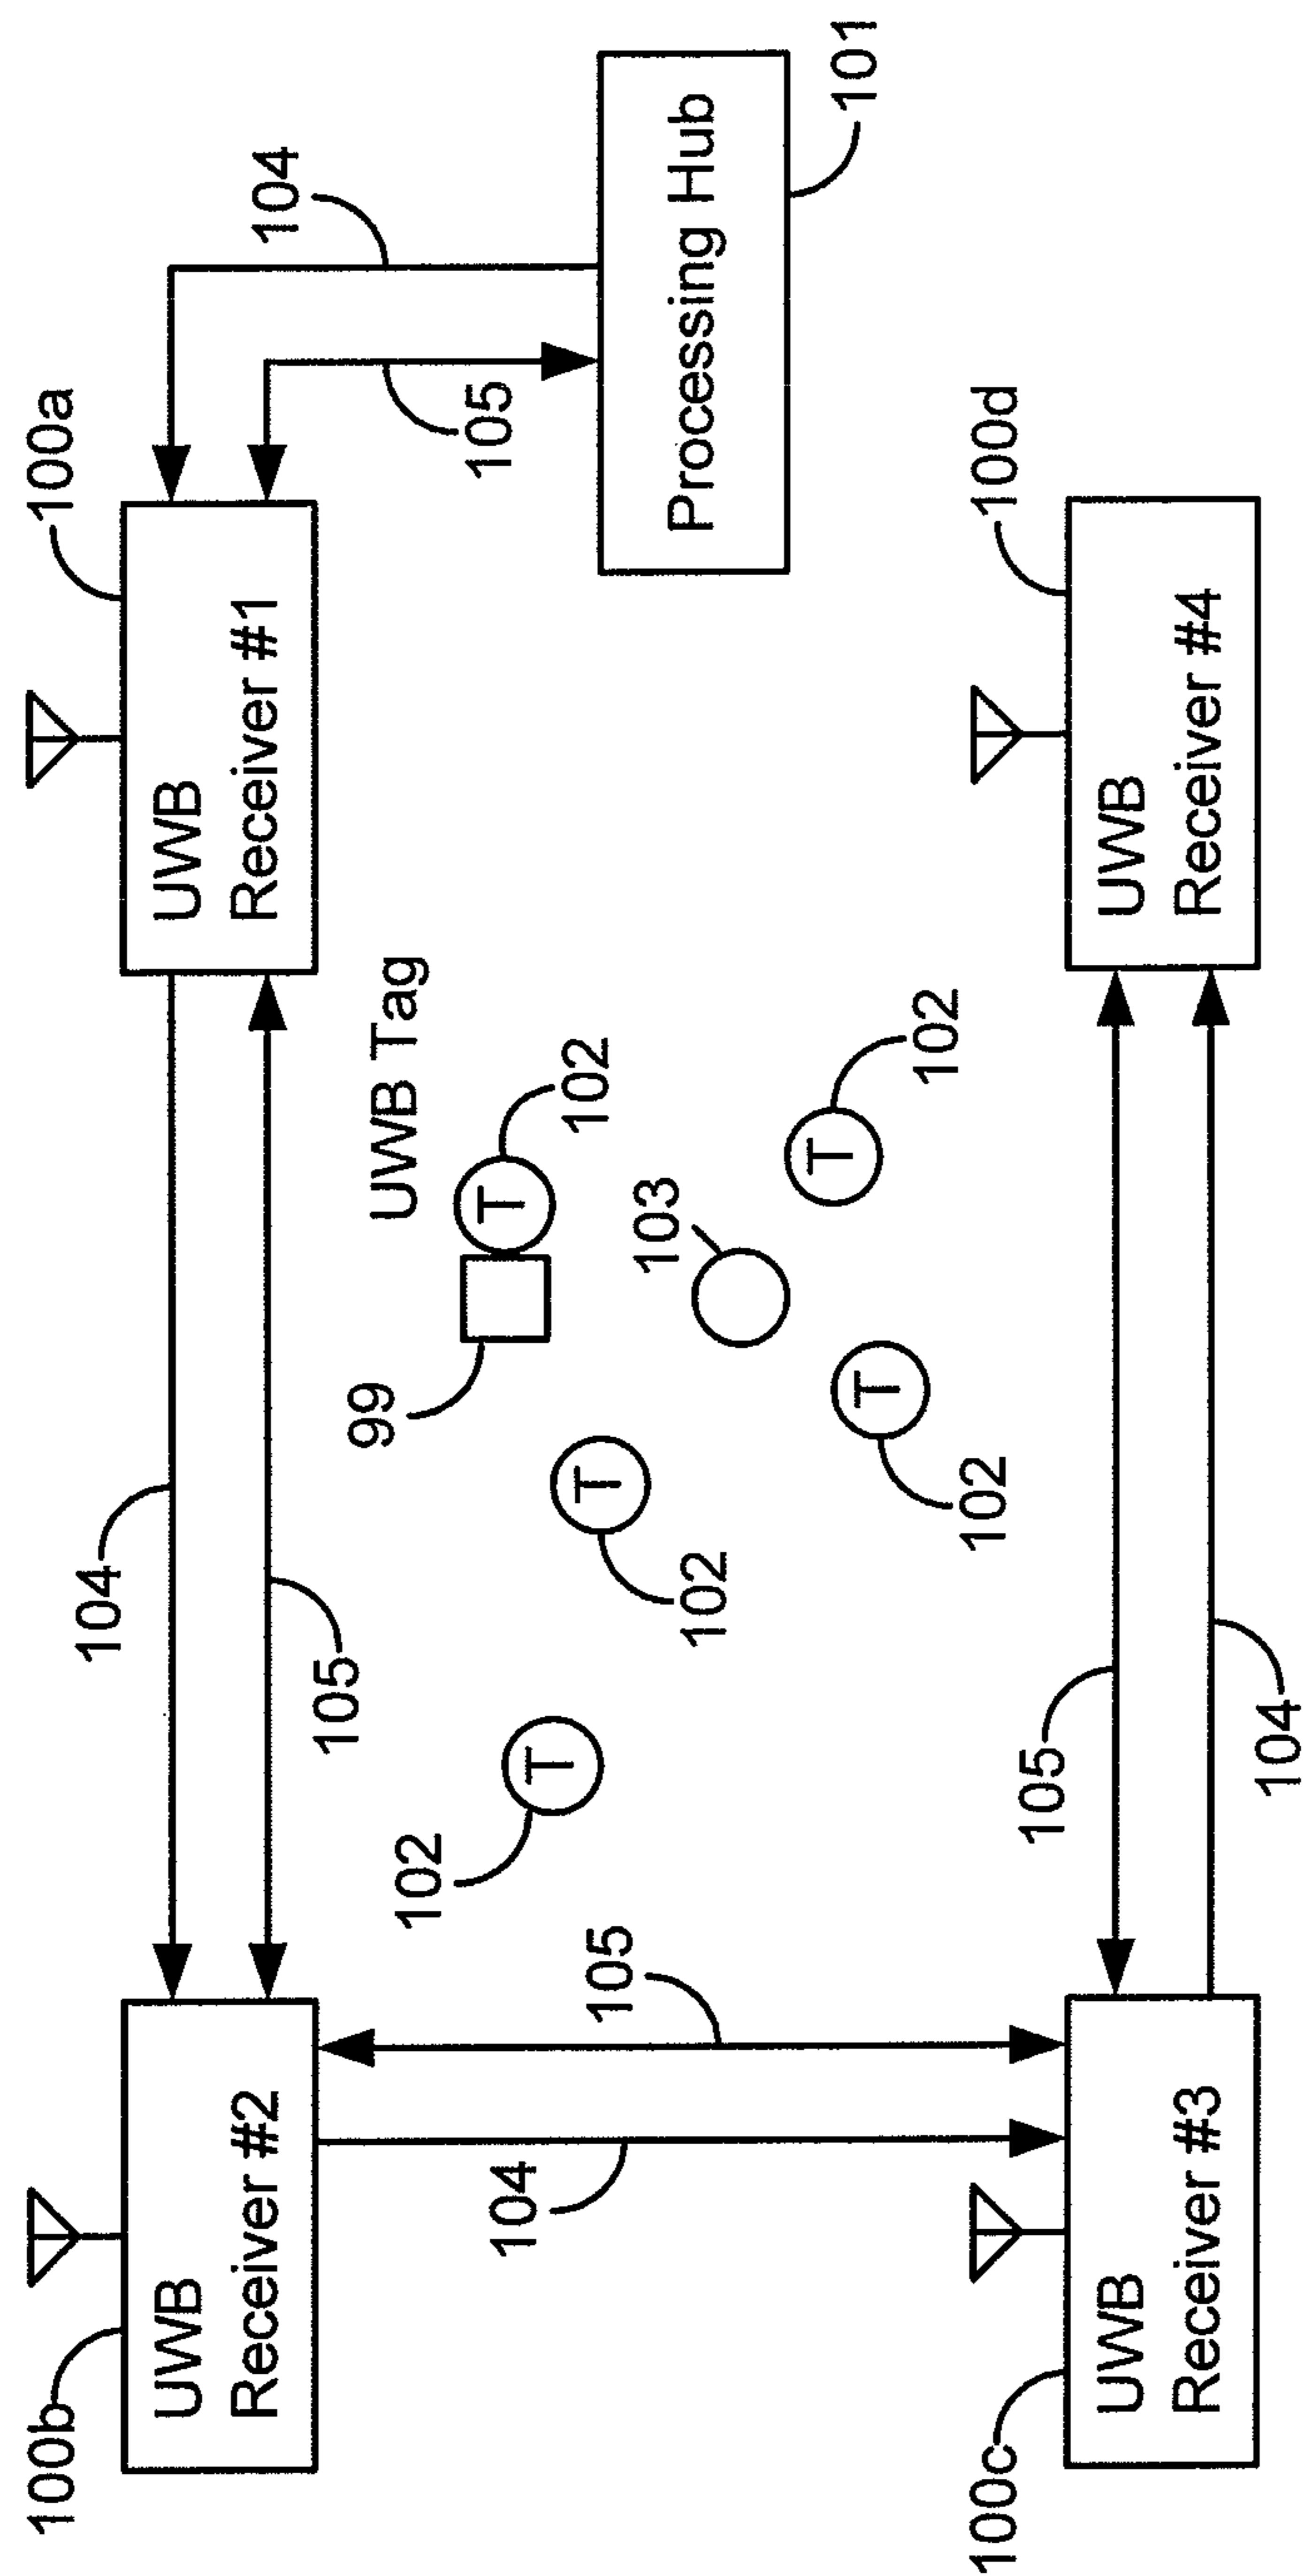 100b
100a
104
UWB
Receiver #2
UWB
Receiver #1
104
105
99
UWB Tag
102
105
T
102
104
T
T
105
103
Processing Hub
102
T
101
T
102
102
100c
100d
105
UWB
Receiver #3
UWB
Receiver #4
104